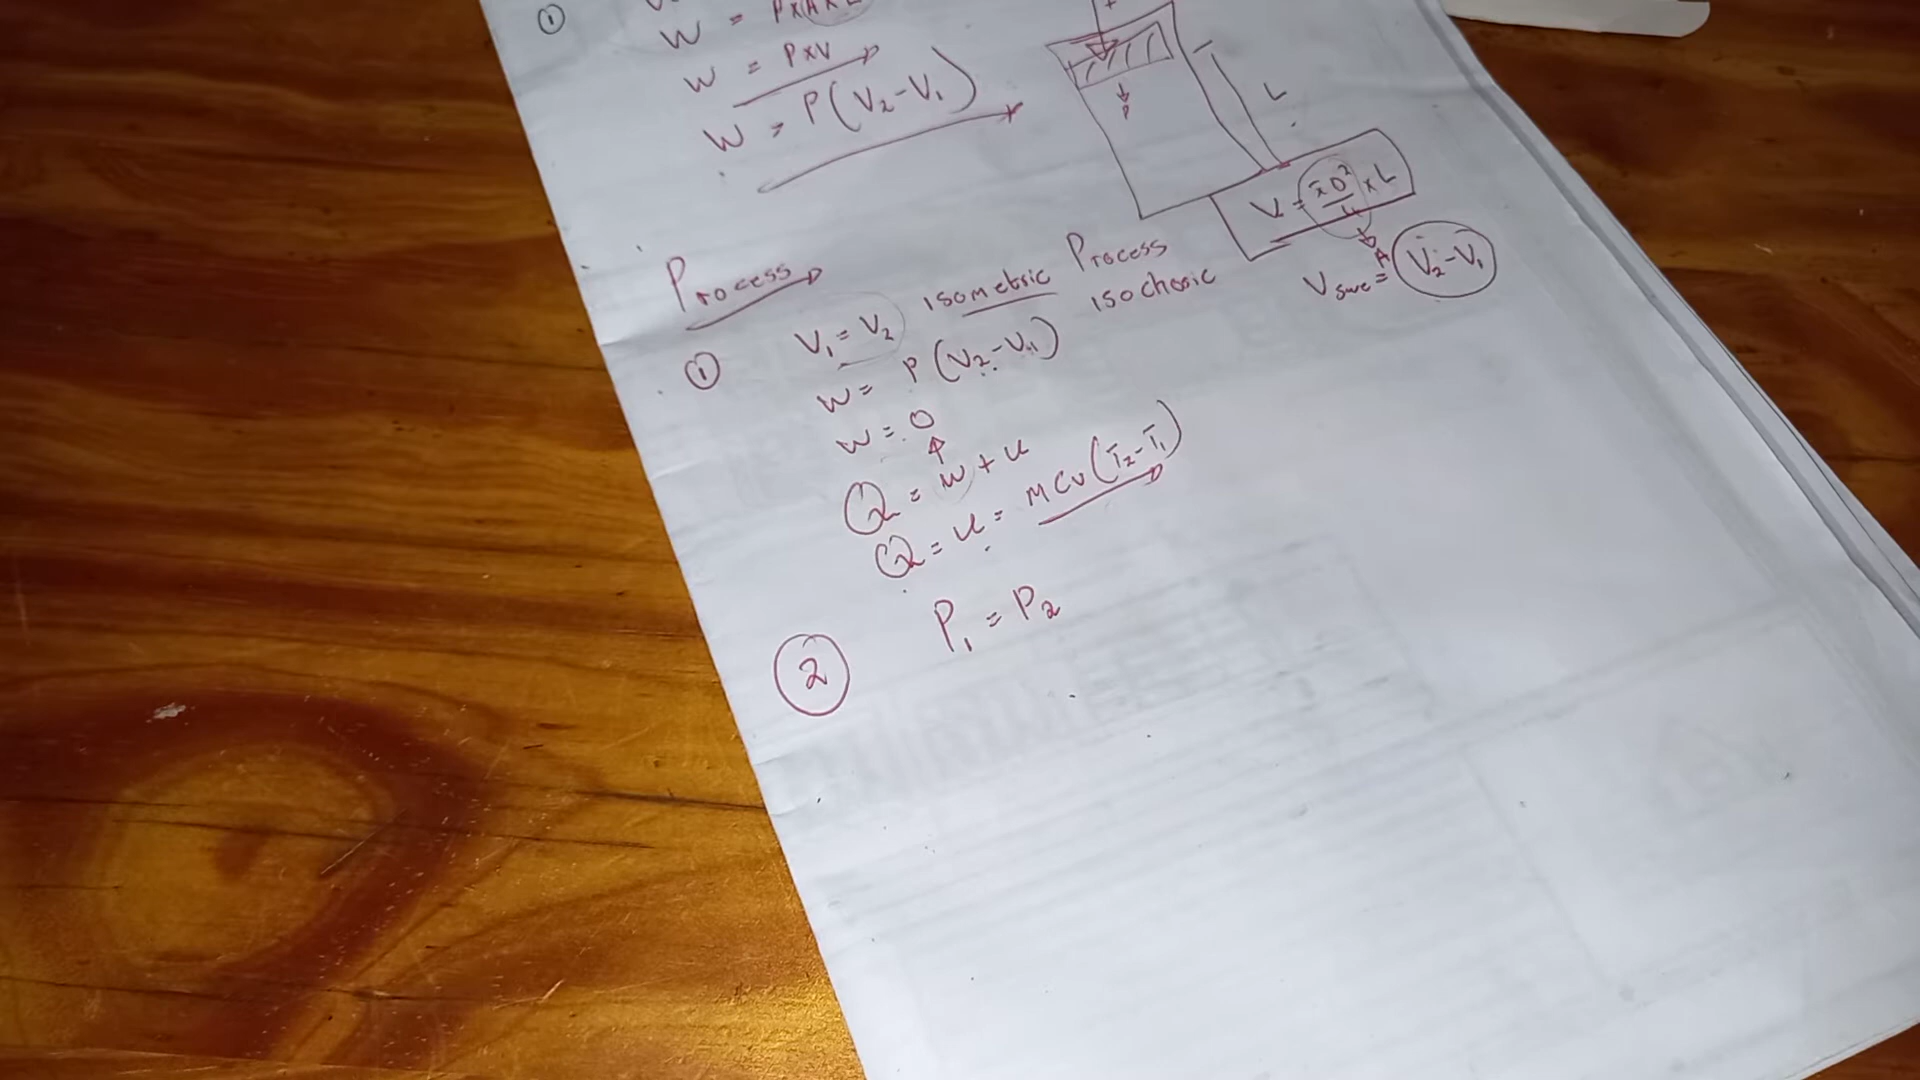 ①
W = P×A×L
W = P×V
W = P(V₂-V₁)
+
P
L
V = πD²/4 × L
A
Vswe = V₂-V₁
Process
① V₁ = V₂ isometric Process
isochoric
W = P(V₂-V₁)
W = 0
Q = W + U
Q = U = MCV(T₂-T₁)
② P₁ = P₂